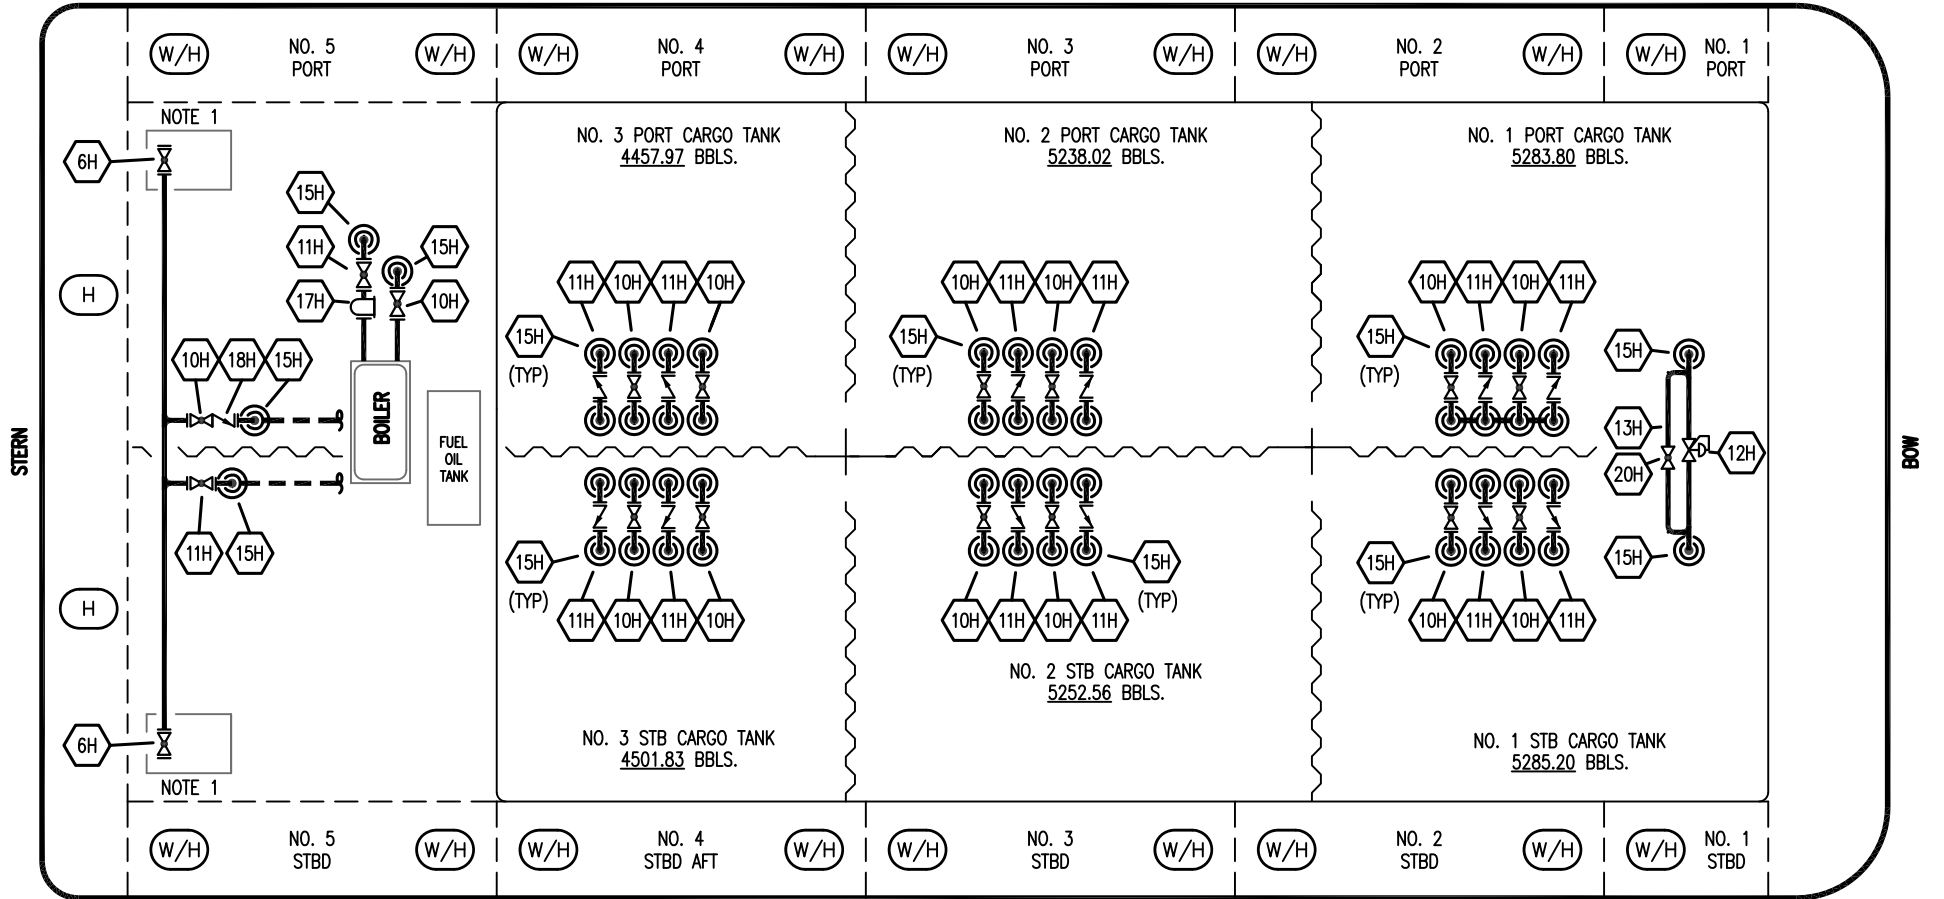 W/H
NO. 5
PORT
W/H
W/H
NO. 4
PORT
W/H
W/H
NO. 3
PORT
W/H
W/H
NO. 2
PORT
W/H
W/H
NO. 1
PORT
NOTE 1
6H
NO. 3 PORT CARGO TANK
4457.97 BBLS.
NO. 2 PORT CARGO TANK
5238.02 BBLS.
NO. 1 PORT CARGO TANK
5283.80 BBLS.
15H
11H
15H
17H
10H
H
11H 10H 11H 10H
15H
(TYP)
10H 11H 10H 11H
15H
(TYP)
10H 11H 10H 11H
15H
(TYP)
15H
10H 18H 15H
BOILER
FUEL
OIL
TANK
STERN
13H
20H
12H
BOW
11H 15H
H
15H
(TYP)
11H 10H 11H 10H
15H
(TYP)
10H 11H 10H 11H
15H
(TYP)
10H 11H 10H 11H
15H
NO. 2 STB CARGO TANK
5252.56 BBLS.
NO. 3 STB CARGO TANK
4501.83 BBLS.
NO. 1 STB CARGO TANK
5285.20 BBLS.
6H
NOTE 1
W/H
NO. 5
STBD
W/H
W/H
NO. 4
STBD AFT
W/H
W/H
NO. 3
STBD
W/H
W/H
NO. 2
STBD
W/H
W/H
NO. 1
STBD